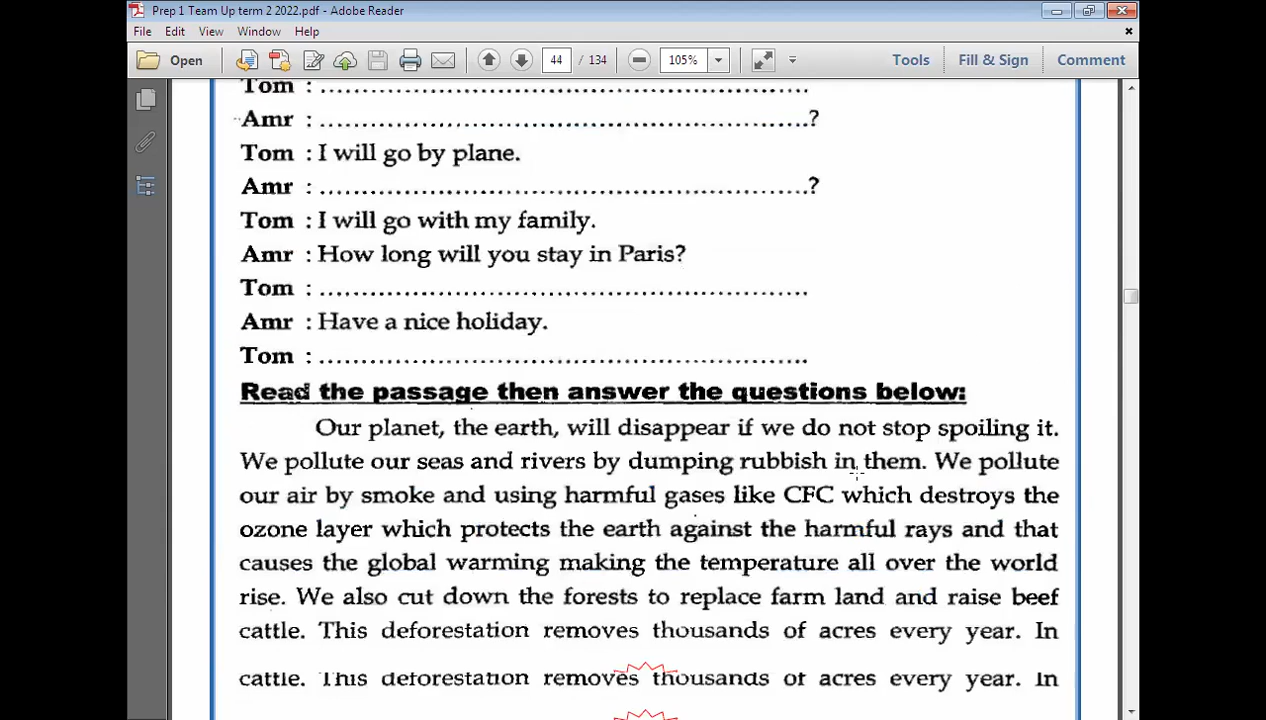 Prep 1 Team Up term 2 2022.pdf - Adobe Reader
File Edit View Window Help
Open 44 / 134 105% Tools Fill & Sign Comment
Tom : ......................................................................
Amr : ......................................................................?
Tom : I will go by plane.
Amr : ......................................................................?
Tom : I will go with my family.
Amr : How long will you stay in Paris?
Tom : ......................................................................
Amr : Have a nice holiday.
Tom : ......................................................................
Read the passage then answer the questions below:
Our planet, the earth, will disappear if we do not stop spoiling it.
We pollute our seas and rivers by dumping rubbish in them. We pollute
our air by smoke and using harmful gases like CFC which destroys the
ozone layer which protects the earth against the harmful rays and that
causes the global warming making the temperature all over the world
rise. We also cut down the forests to replace farm land and raise beef
cattle. This deforestation removes thousands of acres every year. In
cattle. This deforestation removes thousands of acres every year. In